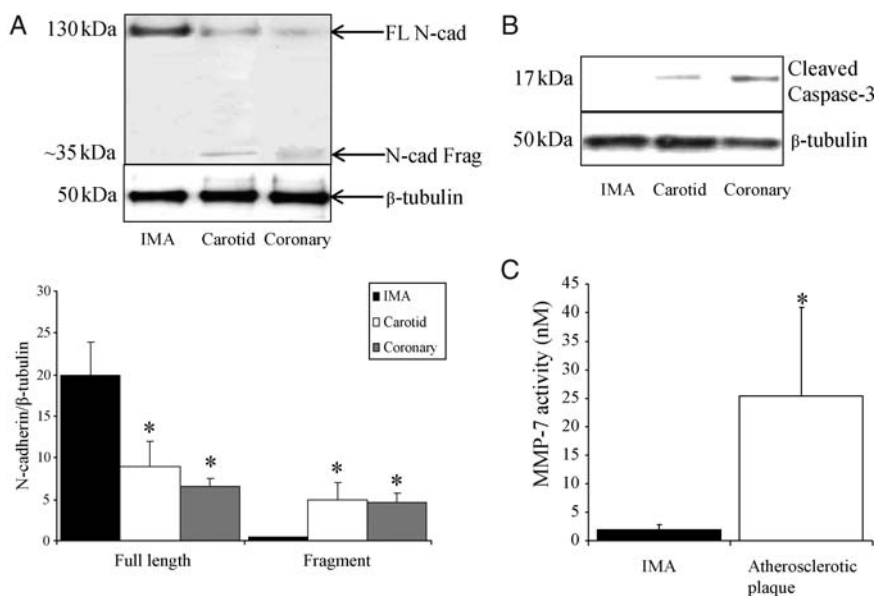 A
130 kDa
FL N-cad
~35 kDa
N-cad Frag
50 kDa
β-tubulin
IMA Carotid Coronary
B
17 kDa
Cleaved
Caspase-3
50 kDa
β-tubulin
IMA Carotid Coronary
N-cadherin/β-tubulin
30
25
20
15
10
5
0
IMA
Carotid
Coronary
*
*
*
*
Full length
Fragment
C
MMP-7 activity (nM)
45
40
35
30
25
20
15
10
5
0
*
IMA
Atherosclerotic
plaque